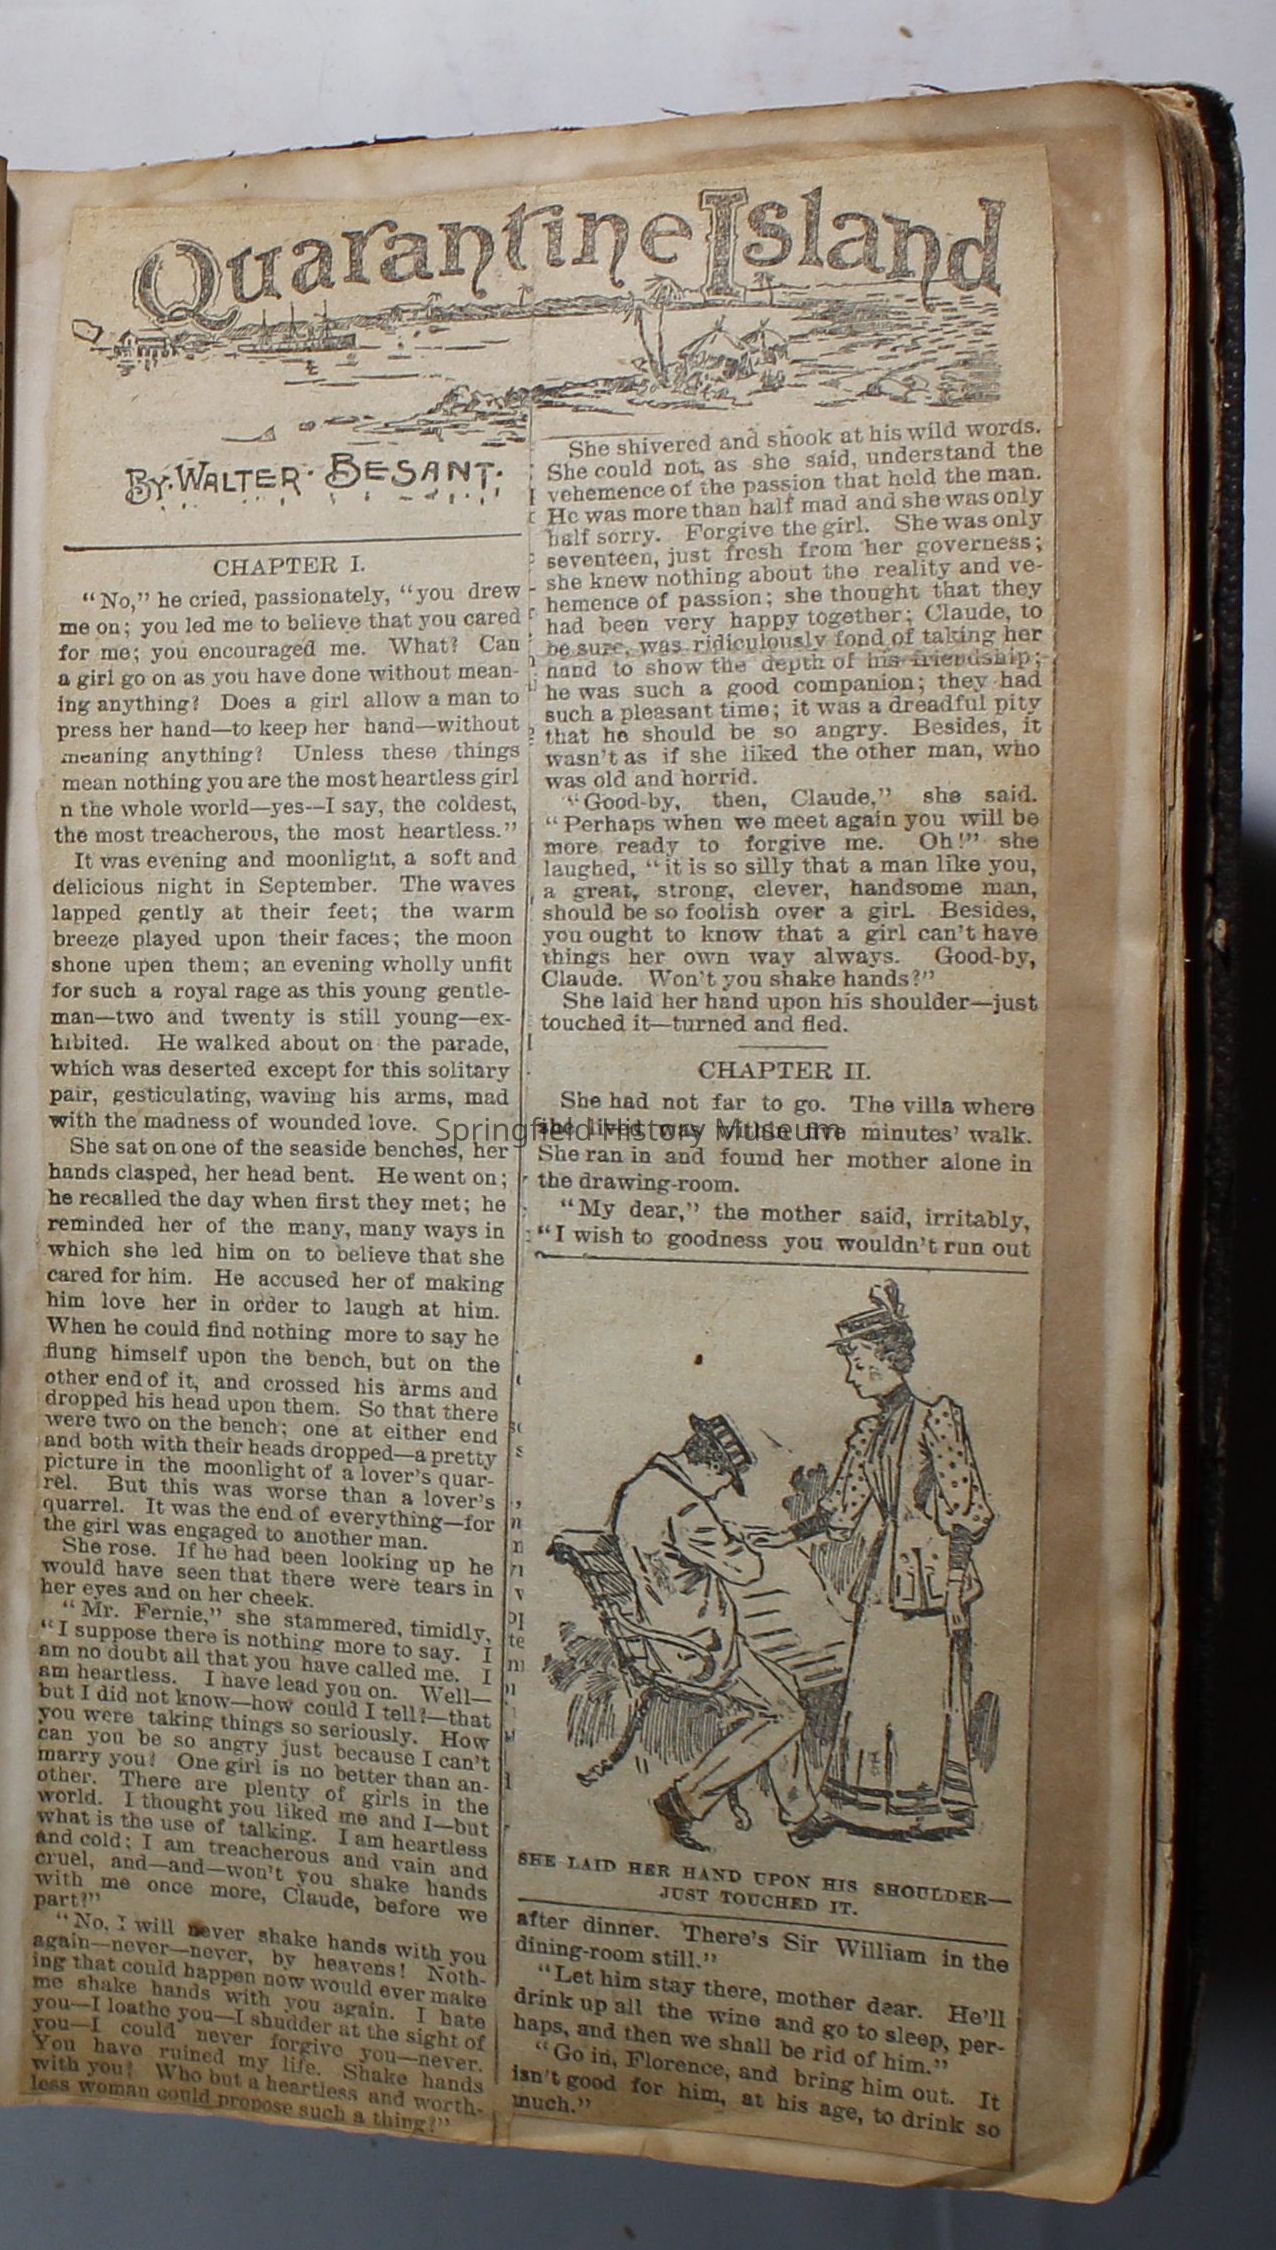 Quarantine Island
BY WALTER BESANT.
CHAPTER I.
"No," he cried, passionately, "you drew
me on; you led me to believe that you cared
for me; you encouraged me. What? Can
a girl go on as you have done without mean-
ing anything? Does a girl allow a man to
press her hand—to keep her hand—without
meaning anything? Unless these things
mean nothing you are the most heartless girl
n the whole world—yes--I say, the coldest,
the most treacherous, the most heartless."
It was evening and moonlight, a soft and
delicious night in September. The waves
lapped gently at their feet; the warm
breeze played upon their faces; the moon
shone upen them; an evening wholly unfit
for such a royal rage as this young gentle-
man—two and twenty is still young—ex-
hibited. He walked about on the parade,
which was deserted except for this solitary
pair, gesticulating, waving his arms, mad
with the madness of wounded love.
She sat on one of the seaside benches, her
hands clasped, her head bent. He went on;
he recalled the day when first they met; he
reminded her of the many, many ways in
which she led him on to believe that she
cared for him. He accused her of making
him love her in order to laugh at him.
When he could find nothing more to say he
flung himself upon the bench, but on the
other end of it, and crossed his arms and
dropped his head upon them. So that there
were two on the bench; one at either end
and both with their heads dropped—a pretty
picture in the moonlight of a lover's quar-
rel. But this was worse than a lover's
quarrel. It was the end of everything—for
the girl was engaged to another man.
She rose. If he had been looking up he
would have seen that there were tears in
her eyes and on her cheek.
"Mr. Fernie," she stammered, timidly,
"I suppose there is nothing more to say. I
am no doubt all that you have called me. I
am heartless. I have lead you on. Well—
but I did not know—how could I tell?—that
you were taking things so seriously. How
can you be so angry just because I can't
marry you? One girl is no better than an-
other. There are plenty of girls in the
world. I thought you liked me and I—but
what is the use of talking. I am heartless
and cold; I am treacherous and vain and
cruel, and—and—won't you shake hands
with me once more, Claude, before we
part?"
"No, I will never shake hands with you
again—never—never, by heavens! Noth-
ing that could happen now would ever make
me shake hands with you again. I hate
you—I loathe you—I shudder at the sight of
you—I could never forgive you—never.
You have ruined my life. Shake hands
with you! Who but a heartless and worth-
less woman could propose such a thing?"
She shivered and shook at his wild words.
She could not, as she said, understand the
vehemence of the passion that held the man.
He was more than half mad and she was only
half sorry. Forgive the girl. She was only
seventeen, just fresh from her governess;
she knew nothing about the reality and ve-
hemence of passion; she thought that they
had been very happy together; Claude, to
be sure, was ridiculously fond of taking her
hand to show the depth of his friendship;
he was such a good companion; they had
such a pleasant time; it was a dreadful pity
that he should be so angry. Besides, it
wasn't as if she liked the other man, who
was old and horrid.
"Good-by, then, Claude," she said.
"Perhaps when we meet again you will be
more ready to forgive me. Oh!" she
laughed, "it is so silly that a man like you,
a great, strong, clever, handsome man,
should be so foolish over a girl. Besides,
you ought to know that a girl can't have
things her own way always. Good-by,
Claude. Won't you shake hands?"
She laid her hand upon his shoulder—just
touched it—turned and fled.
CHAPTER II.
She had not far to go. The villa where
she lived was within five minutes' walk.
She ran in and found her mother alone in
the drawing-room.
"My dear," the mother said, irritably,
"I wish to goodness you wouldn't run out
SHE LAID HER HAND UPON HIS SHOULDER—
JUST TOUCHED IT.
after dinner. There's Sir William in the
dining-room still."
"Let him stay there, mother dear. He'll
drink up all the wine and go to sleep, per-
haps, and then we shall be rid of him."
"Go in, Florence, and bring him out. It
isn't good for him, at his age, to drink so
much."
Springfield History Museum